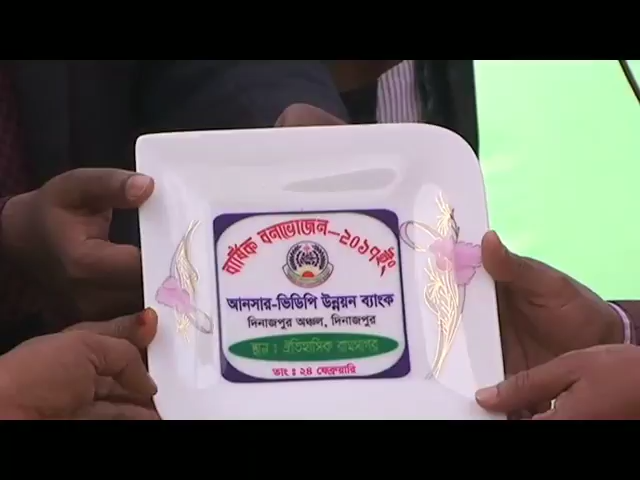 বার্ষিক বনভোজন-২০১৭ইং
আনসার-ভিডিপি উন্নয়ন ব্যাংক
দিনাজপুর অঞ্চল, দিনাজপুর
স্থান : ঐতিহাসিক রামসাগর
তাং : ২৪ ফেব্রুয়ারি